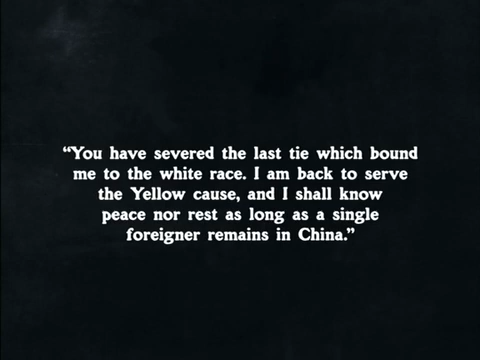 “You have severed the last tie which bound
me to the white race. I am back to serve
the Yellow cause, and I shall know
peace nor rest as long as a single
foreigner remains in China.”